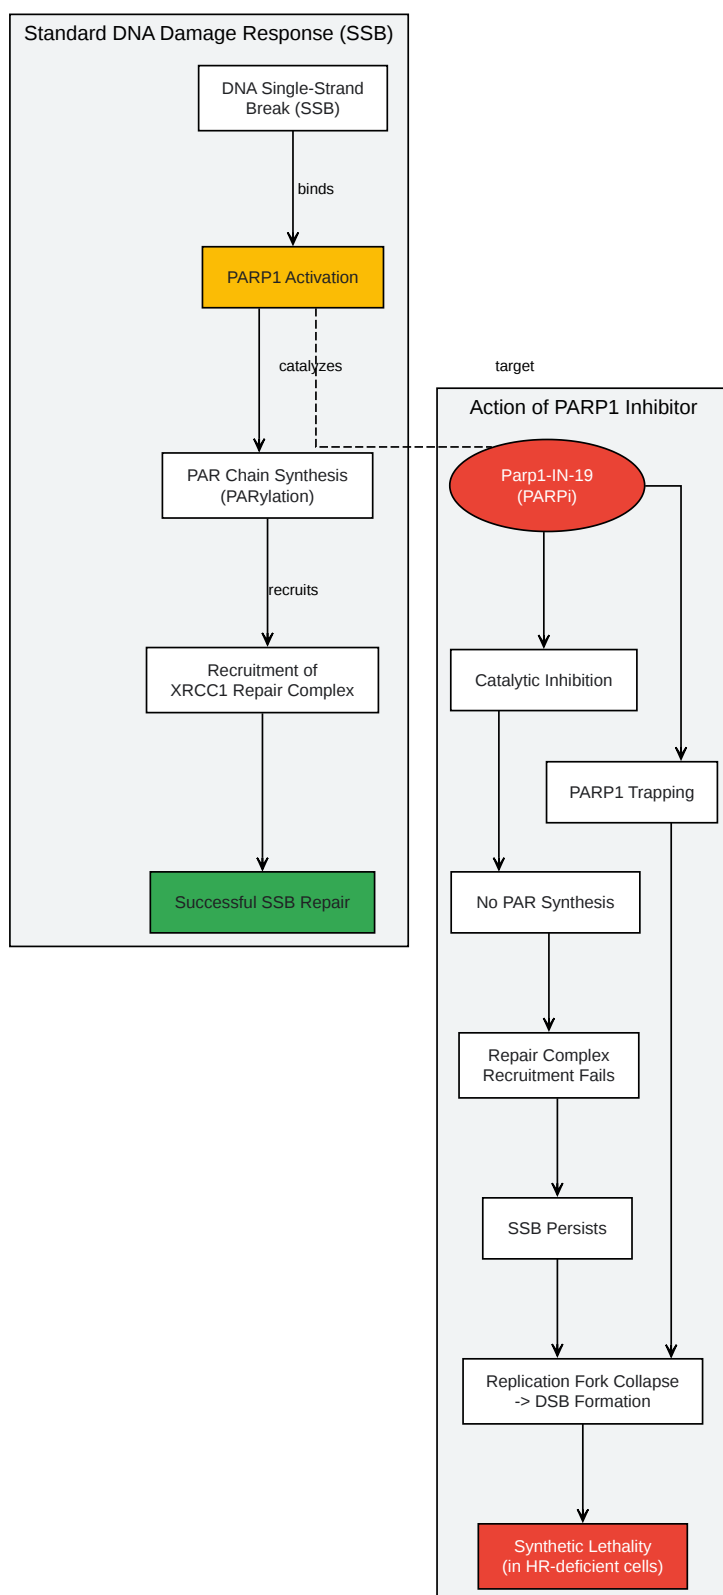 Standard DNA Damage Response (SSB)
DNA Single-Strand
Break (SSB)
binds
PARP1 Activation
catalyzes
PAR Chain Synthesis
(PARylation)
recruits
Recruitment of
XRCC1 Repair Complex
Successful SSB Repair
target
Action of PARP1 Inhibitor
Parp1-IN-19
(PARPi)
Catalytic Inhibition
PARP1 Trapping
No PAR Synthesis
Repair Complex
Recruitment Fails
SSB Persists
Replication Fork Collapse
-> DSB Formation
Synthetic Lethality
(in HR-deficient cells)